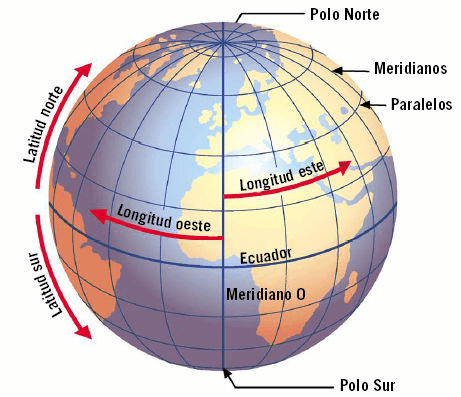 Polo Norte
Meridianos
Paralelos
Latitud norte
Longitud este
Longitud oeste
Ecuador
Latitud sur
Meridiano O
Polo Sur